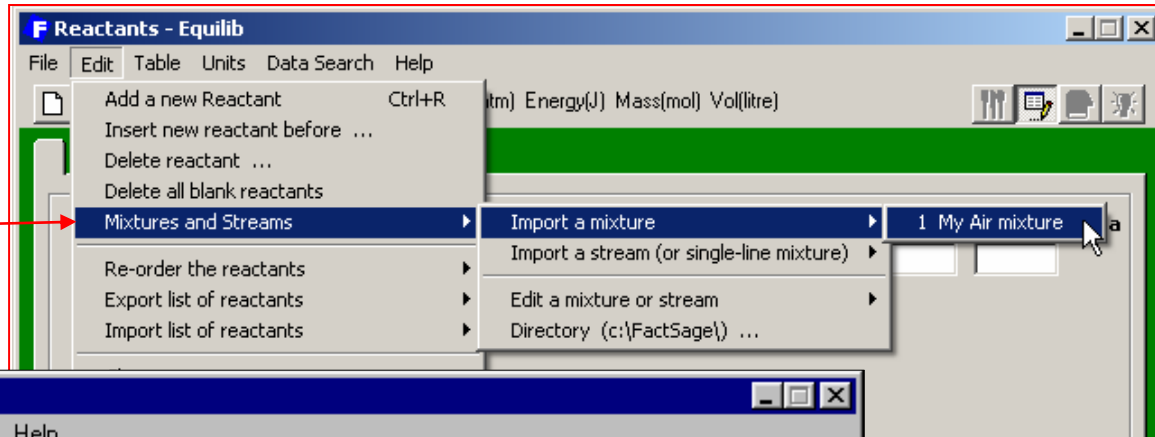 F Reactants - Equilib
File Edit Table Units Data Search Help
Add a new Reactant Ctrl+R
tm) Energy(J) Mass(mol) Vol(litre)
Insert new reactant before ...
Delete reactant ...
Delete all blank reactants
Mixtures and Streams
Import a mixture
1 My Air mixture
a
Import a stream (or single-line mixture)
Re-order the reactants
Export list of reactants
Edit a mixture or stream
Import list of reactants
Directory (c:\FactSage\) ...
Help